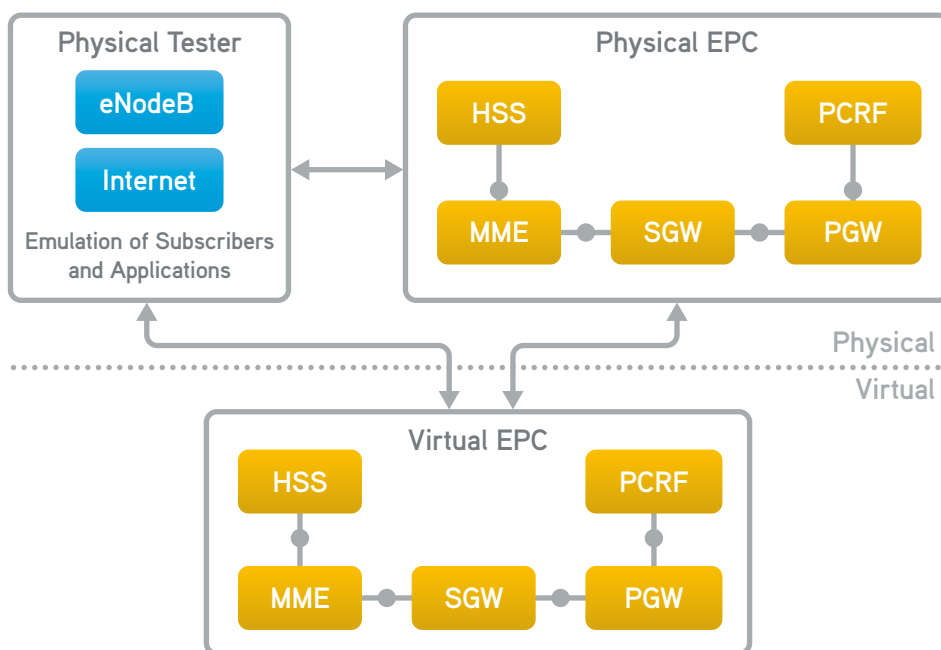 Physical Tester
eNodeB
Internet
Emulation of Subscribers
and Applications
Physical EPC
HSS
PCRF
MME
SGW
PGW
Physical
Virtual
Virtual EPC
HSS
PCRF
MME
SGW
PGW